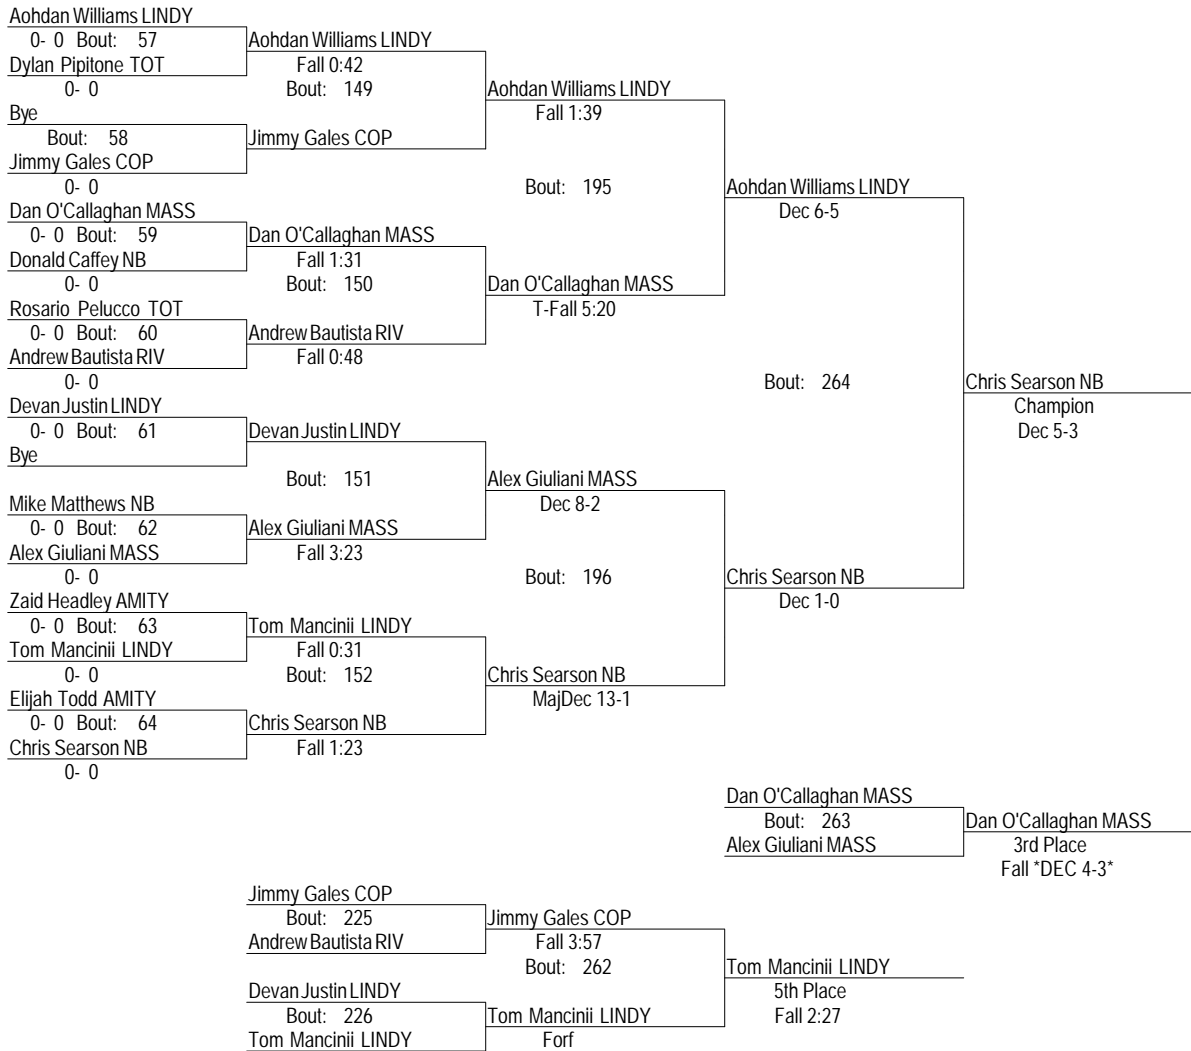 Aohdan Williams LINDY
0- 0 Bout: 57
Dylan Pipitone TOT
0- 0
Bye
Bout: 58
Jimmy Gales COP
0- 0
Dan O'Callaghan MASS
0- 0 Bout: 59
Donald Caffey NB
0- 0
Rosario Pelucco TOT
0- 0 Bout: 60
Andrew Bautista RIV
0- 0
Devan Justin LINDY
0- 0 Bout: 61
Bye
Mike Matthews NB
0- 0 Bout: 62
Alex Giuliani MASS
0- 0
Zaid Headley AMITY
0- 0 Bout: 63
Tom Mancinii LINDY
0- 0
Elijah Todd AMITY
0- 0 Bout: 64
Chris Searson NB
0- 0
Aohdan Williams LINDY
Fall 0:42
Bout: 149
Jimmy Gales COP
Dan O'Callaghan MASS
Fall 1:31
Bout: 150
Andrew Bautista RIV
Fall 0:48
Devan Justin LINDY
Bout: 151
Alex Giuliani MASS
Fall 3:23
Tom Mancinii LINDY
Fall 0:31
Bout: 152
Chris Searson NB
Fall 1:23
Aohdan Williams LINDY
Fall 1:39
Bout: 195
Dan O'Callaghan MASS
T-Fall 5:20
Alex Giuliani MASS
Dec 8-2
Bout: 196
Chris Searson NB
MajDec 13-1
Aohdan Williams LINDY
Dec 6-5
Bout: 264
Chris Searson NB
Dec 1-0
Chris Searson NB
Champion
Dec 5-3
Dan O'Callaghan MASS
Bout: 263
Alex Giuliani MASS
Dan O'Callaghan MASS
3rd Place
Fall *DEC 4-3*
Jimmy Gales COP
Bout: 225
Andrew Bautista RIV
Devan Justin LINDY
Bout: 226
Tom Mancinii LINDY
Jimmy Gales COP
Fall 3:57
Bout: 262
Tom Mancinii LINDY
Forf
Tom Mancinii LINDY
5th Place
Fall 2:27